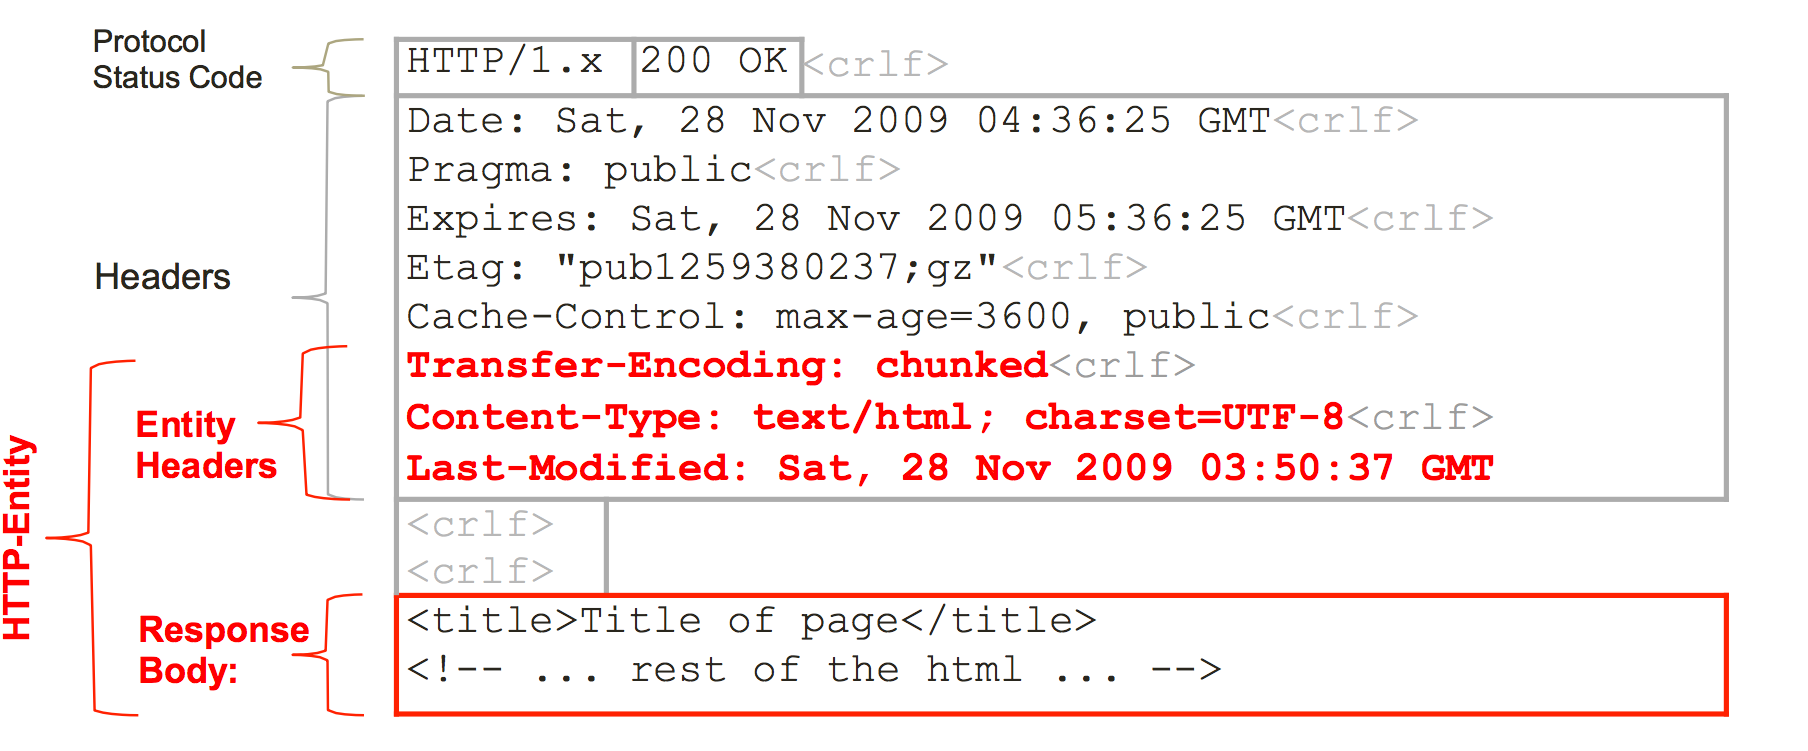 Protocol
Status Code
HTTP/1.x 200 OK <crlf>
Headers
Date: Sat, 28 Nov 2009 04:36:25 GMT<crlf>
Pragma: public<crlf>
Expires: Sat, 28 Nov 2009 05:36:25 GMT<crlf>
Etag: "pub1259380237;gz"<crlf>
Cache-Control: max-age=3600, public<crlf>
HTTP-Entity
Entity
Headers
Transfer-Encoding: chunked<crlf>
Content-Type: text/html; charset=UTF-8<crlf>
Last-Modified: Sat, 28 Nov 2009 03:50:37 GMT
<crlf>
<crlf>
Response
Body:
<title>Title of page</title>
<!-- ... rest of the html ... -->